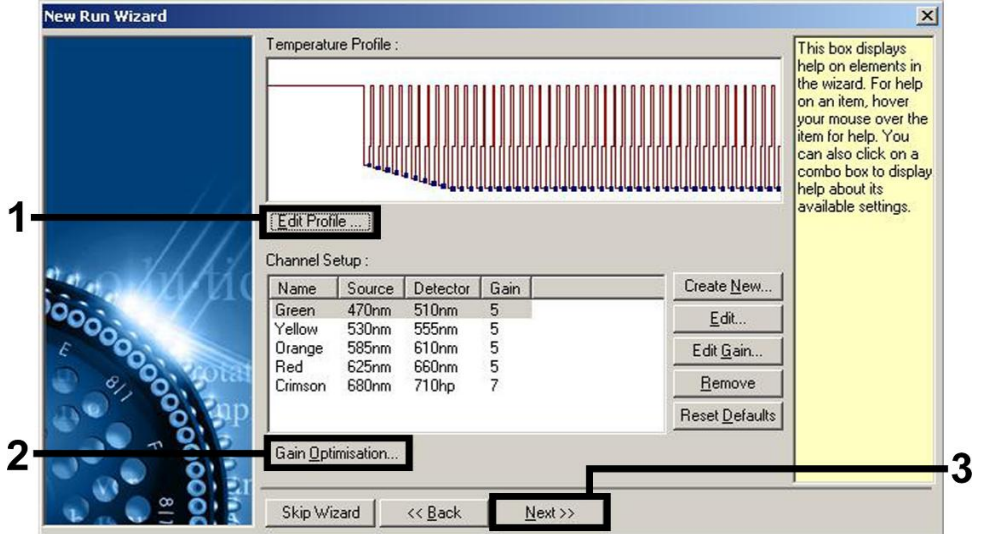 New Run Wizard
Temperature Profile :
This box displays
help on elements in
the wizard. For help
on an item, hover
your mouse over the
item for help. You
can also click on a
combo box to display
help about its
available settings.
1
Edit Profile ...
Channel Setup :
Name Source Detector Gain
Green 470nm 510nm 5
Yellow 530nm 555nm 5
Orange 585nm 610nm 5
Red 625nm 660nm 5
Crimson 680nm 710hp 7
Create New...
Edit...
Edit Gain...
Remove
Reset Defaults
2
Gain Optimisation...
3
Skip Wizard
<< Back
Next >>